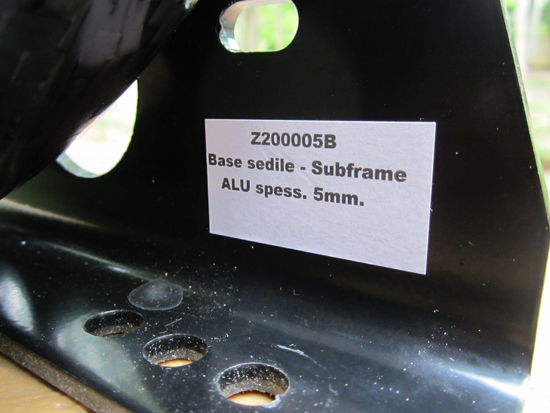 Z200005B
Base sedile - Subframe
ALU spess. 5mm.